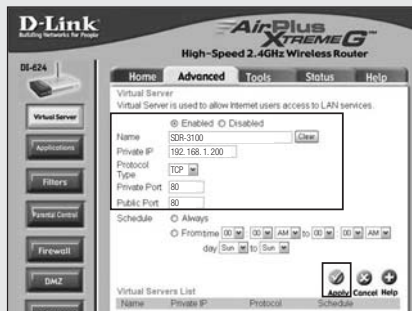 D-Link
Building Networks for People
AirPlus
XTREME G™
High-Speed 2.4GHz Wireless Router
DI-624
Home Advanced Tools Status Help
Virtual Server
Virtual Server is used to allow Internet users access to LAN services.
Enabled Disabled
Name SDR-3100 Clear
Private IP 192.168.1.200
Protocol Type TCP
Private Port 80
Public Port 80
Schedule Always
From time 00 : 00 AM to 00 : 00 AM
day Sun to Sun
Apply Cancel Help
Virtual Servers List
Name Private IP Protocol Schedule
Virtual Server
Applications
Filters
Parental Control
Firewall
DMZ